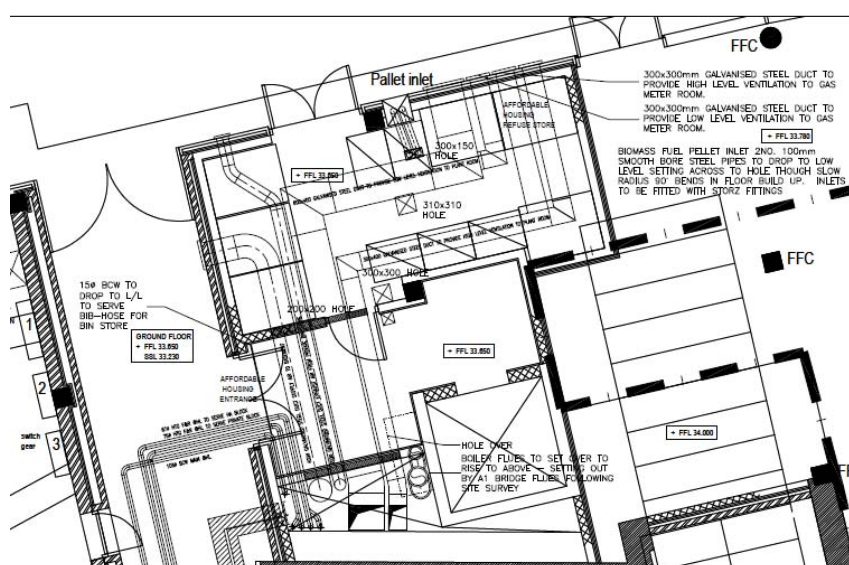 FFC
Pallet inlet
300x300mm GALVANISED STEEL DUCT TO
PROVIDE HIGH LEVEL VENTILATION TO GAS
METER ROOM.
300x300mm GALVANISED STEEL DUCT TO
PROVIDE LOW LEVEL VENTILATION TO GAS
METER ROOM.
AFFORDABLE
HOUSING
REFUSE STORE
+ FFL 33.780
300x150
HOLE
BIOMASS FUEL PELLET INLET 2NO. 100mm
SMOOTH BORE STEEL PIPES TO DROP TO LOW
LEVEL SETTING ACROSS TO HOLE THOUGH SLOW
RADIUS 90° BENDS IN FLOOR BUILD UP. INLETS
TO BE FITTED WITH STORZ FITTINGS
310x310
HOLE
FFC
300x300 HOLE
15ø BCW TO
DROP TO L/L
TO SERVE
BIB-HOSE FOR
BIN STORE
200x200 HOLE
1
GROUND FLOOR
+ FFL 33.650
SSL 33.230
+ FFL 33.650
AFFORDABLE
HOUSING
ENTRANCE
2
switch
gear
3
+ FFL 34.000
HOLE OVER
BOILER FLUES TO SET OVER TO
RISE TO ABOVE – SETTING OUT
BY A1 BRIDGE FLUES FOLLOWING
SITE SURVEY